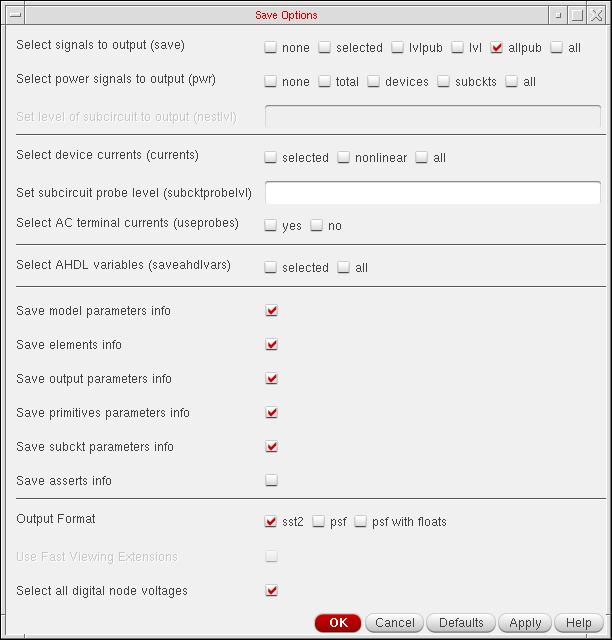 Save Options
Select signals to output (save) none selected lvlpub lvl allpub all
Select power signals to output (pwr) none total devices subckts all
Set level of subcircuit to output (nestlvl)
Select device currents (currents) selected nonlinear all
Set subcircuit probe level (subcktprobelvl)
Select AC terminal currents (useprobes) yes no
Select AHDL variables (saveahdlvars) selected all
Save model parameters info
Save elements info
Save output parameters info
Save primitives parameters info
Save subckt parameters info
Save asserts info
Output Format sst2 psf psf with floats
Use Fast Viewing Extensions
Select all digital node voltages
OK Cancel Defaults Apply Help